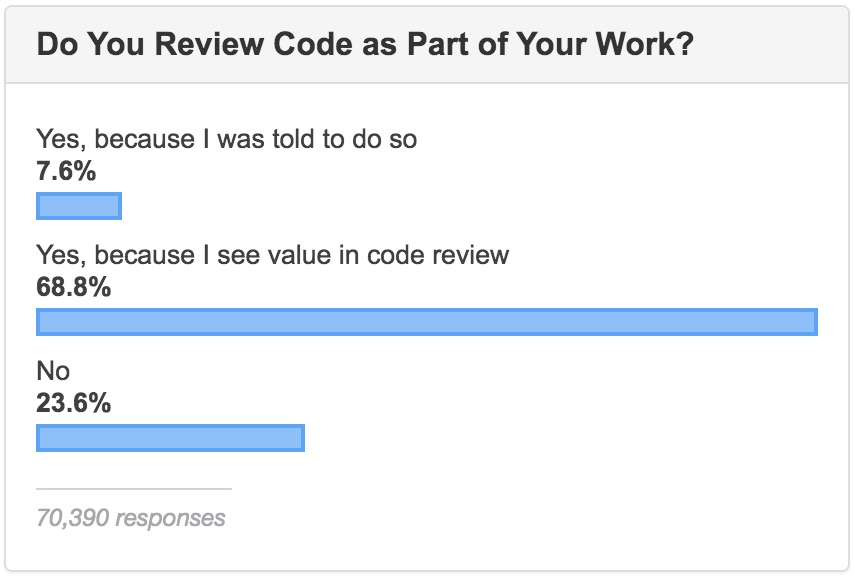 Do You Review Code as Part of Your Work?
Yes, because I was told to do so
7.6%
Yes, because I see value in code review
68.8%
No
23.6%
70,390 responses